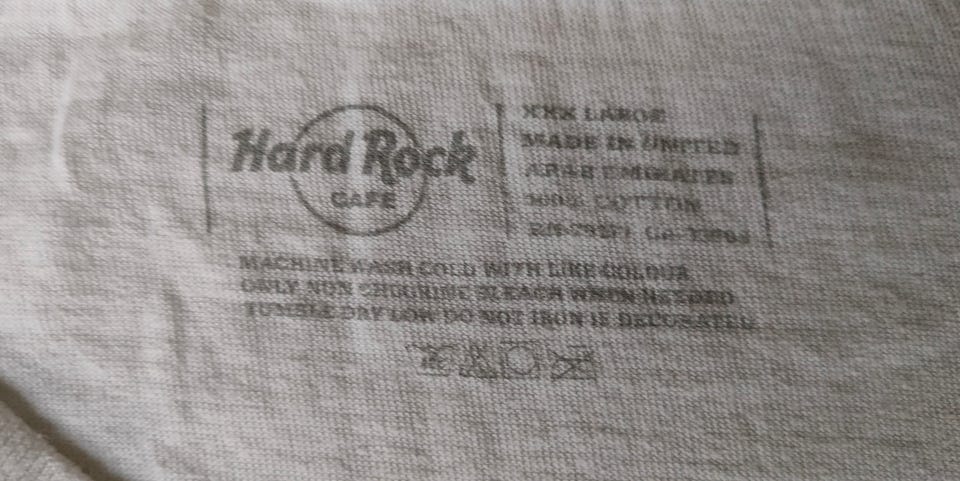 Hard Rock
CAFE
XXX LARGE
MADE IN UNITED
ARAB EMIRATES
100% COTTON
MACHINE WASH COLD WITH LIKE COLOUR
ONLY NON CHLORINE BLEACH WHEN NEEDED
TUMBLE DRY LOW DO NOT IRON IF DECORATED